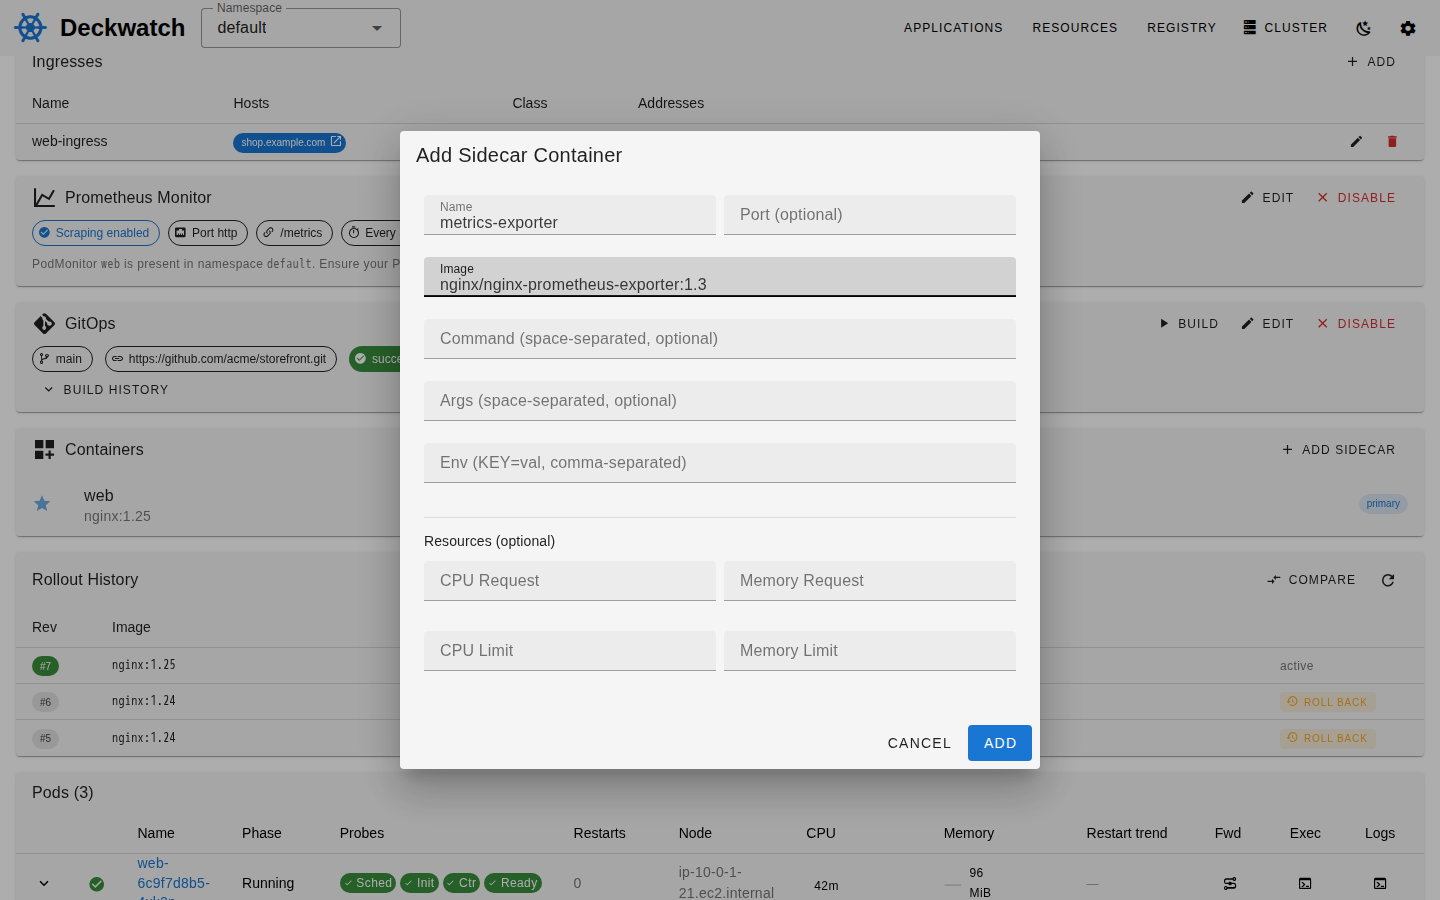 Deckwatch
Namespace
default
APPLICATIONS
RESOURCES
REGISTRY
CLUSTER
Ingresses
ADD
Name
Hosts
Class
Addresses
web-ingress
shop.example.com
Prometheus Monitor
EDIT
DISABLE
Scraping enabled
Port http
/metrics
Every
PodMonitor web is present in namespace default. Ensure your P
GitOps
BUILD
EDIT
DISABLE
main
https://github.com/acme/storefront.git
succe
BUILD HISTORY
Containers
ADD SIDECAR
web
nginx:1.25
primary
Rollout History
COMPARE
Rev
Image
#7
nginx:1.25
active
#6
nginx:1.24
ROLL BACK
#5
nginx:1.24
ROLL BACK
Add Sidecar Container
Name
metrics-exporter
Port (optional)
Image
nginx/nginx-prometheus-exporter:1.3
Command (space-separated, optional)
Args (space-separated, optional)
Env (KEY=val, comma-separated)
Resources (optional)
CPU Request
Memory Request
CPU Limit
Memory Limit
CANCEL
ADD
Pods (3)
Name
Phase
Probes
Restarts
Node
CPU
Memory
Restart trend
Fwd
Exec
Logs
web-
6c9f7d8b5-
Running
Sched
Init
Ctr
Ready
0
ip-10-0-1-
21.ec2.internal
42m
96
MiB
—